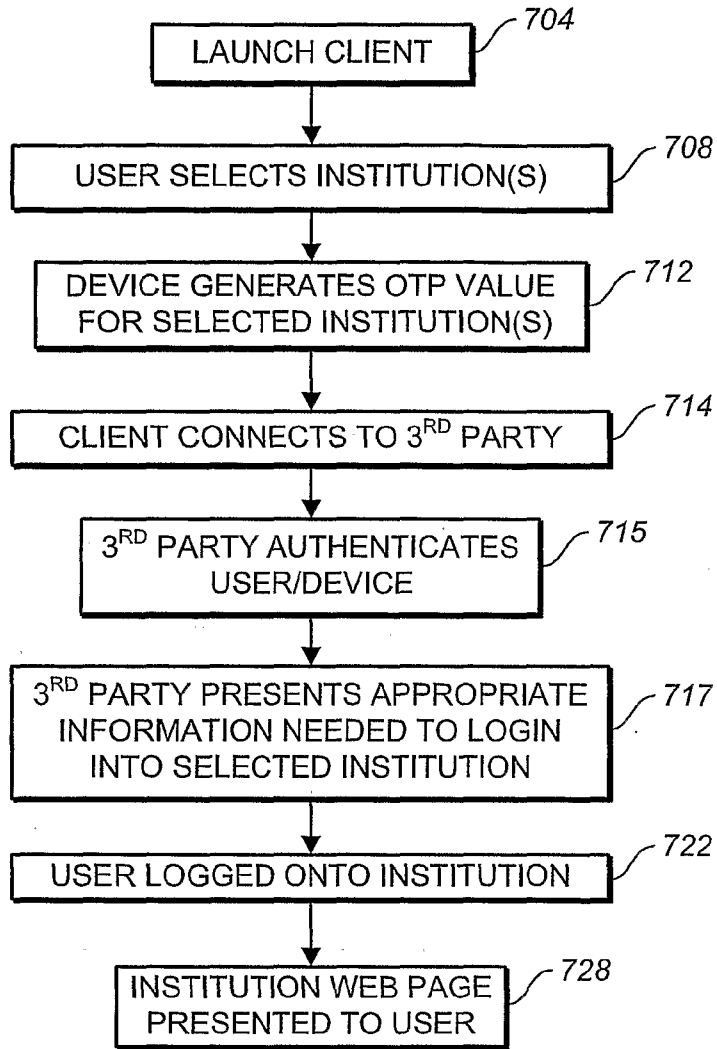 LAUNCH CLIENT
704
USER SELECTS INSTITUTION(S)
708
DEVICE GENERATES OTP VALUE
FOR SELECTED INSTITUTION(S)
712
CLIENT CONNECTS TO 3RD PARTY
714
3RD PARTY AUTHENTICATES
USER/DEVICE
715
3RD PARTY PRESENTS APPROPRIATE
INFORMATION NEEDED TO LOGIN
INTO SELECTED INSTITUTION
717
USER LOGGED ONTO INSTITUTION
722
INSTITUTION WEB PAGE
PRESENTED TO USER
728